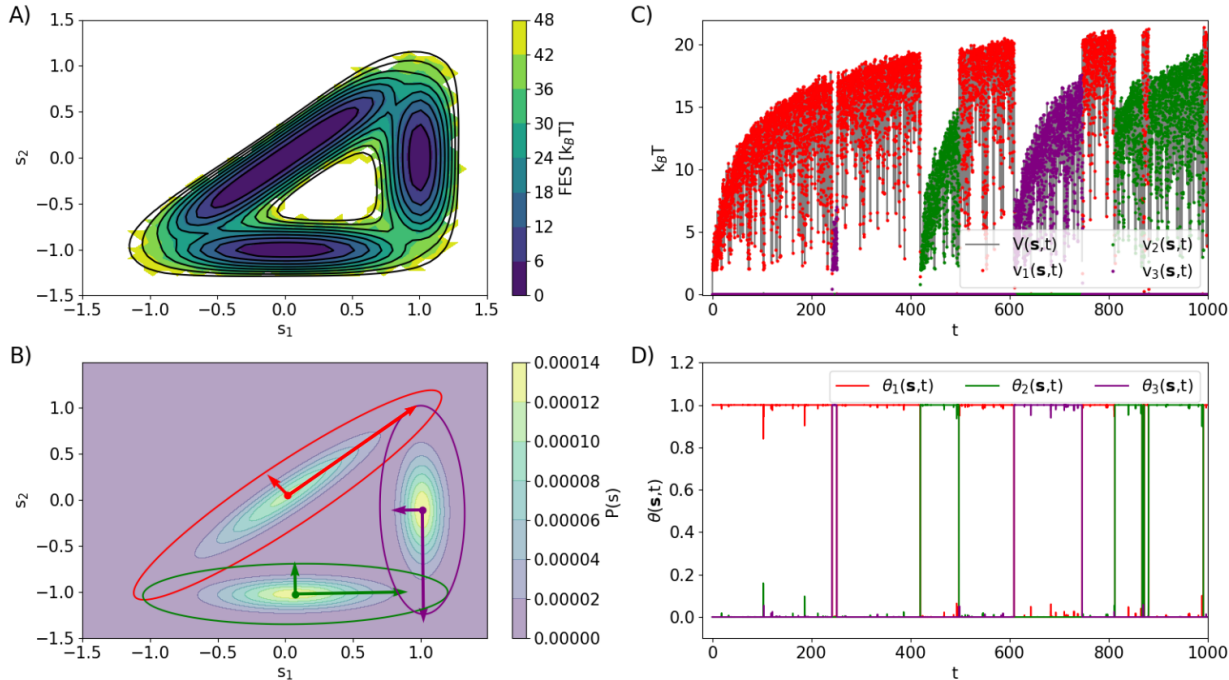 A)
1.5
1.0
0.5
0.0
−0.5
−1.0
−1.5
s2
−1.5 −1.0 −0.5 0.0 0.5 1.0 1.5
s1
48
42
36
30
24
18
12
6
0
FES [kBT]
B)
1.0
0.5
0.0
−0.5
−1.0
−1.5
s2
−1.5 −1.0 −0.5 0.0 0.5 1.0
s1
0.00014
0.00012
0.00010
0.00008
0.00006
0.00004
0.00002
0.00000
P(s)
C)
20
15
10
5
0
kBT
V(s,t) v2(s,t)
v1(s,t) v3(s,t)
0 200 400 600 800 1000
t
D)
1.2
1.0
0.8
0.6
0.4
0.2
0.0
θ(s,t)
θ1(s,t) θ2(s,t) θ3(s,t)
0 200 400 600 800 1000
t